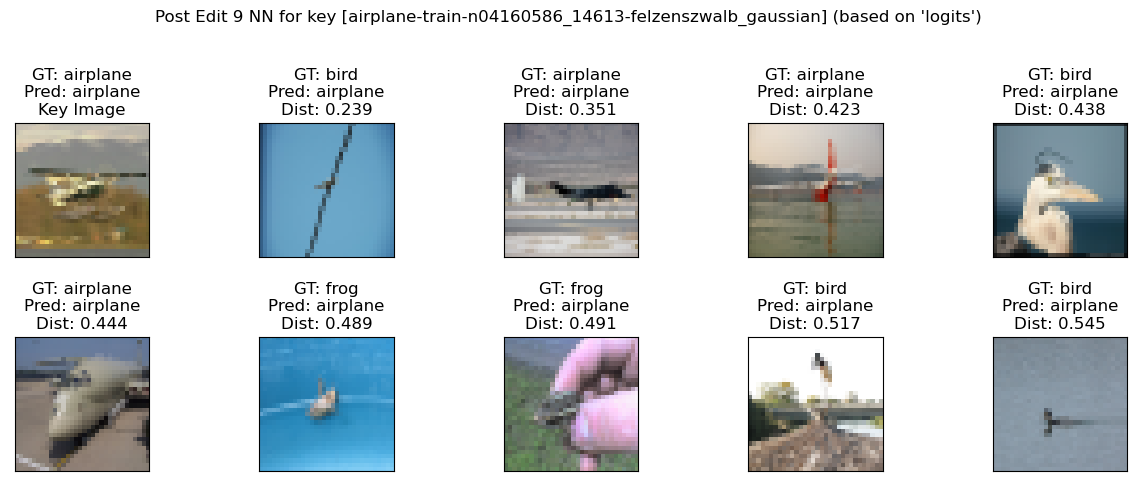 Post Edit 9 NN for key [airplane-train-n04160586_14613-felzenszwalb_gaussian] (based on 'logits')
GT: airplane
Pred: airplane
Key Image
GT: bird
Pred: airplane
Dist: 0.239
GT: airplane
Pred: airplane
Dist: 0.351
GT: airplane
Pred: airplane
Dist: 0.423
GT: bird
Pred: airplane
Dist: 0.438
GT: airplane
Pred: airplane
Dist: 0.444
GT: frog
Pred: airplane
Dist: 0.489
GT: frog
Pred: airplane
Dist: 0.491
GT: bird
Pred: airplane
Dist: 0.517
GT: bird
Pred: airplane
Dist: 0.545